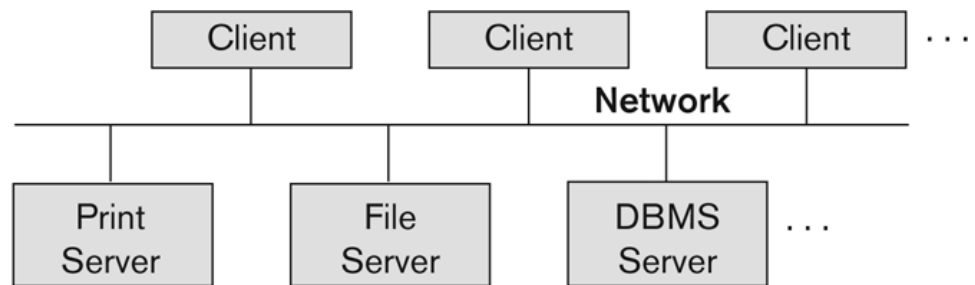 Client Client Client . . .
Network
Print File DBMS . . .
Server Server Server